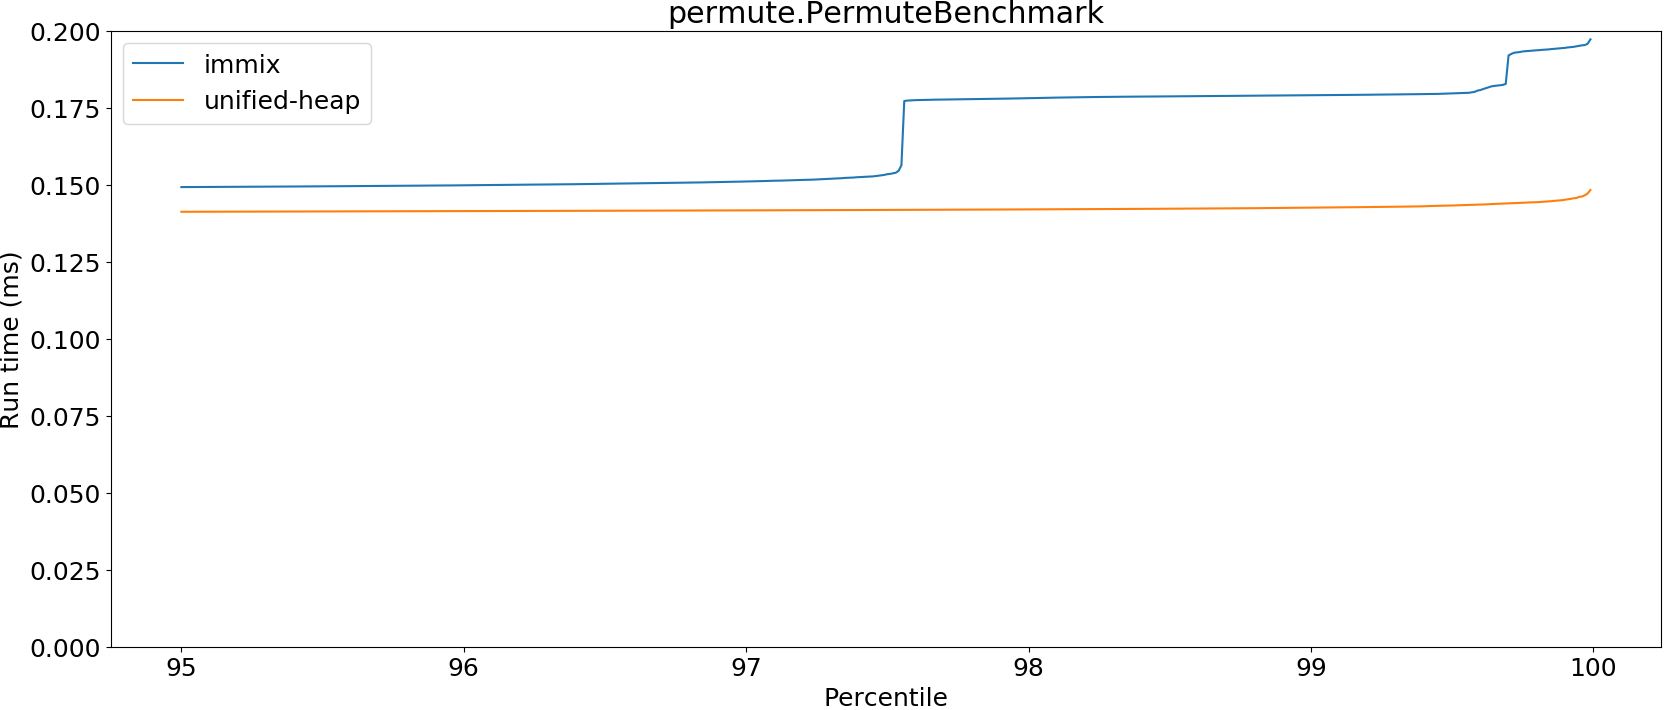 permute.PermuteBenchmark
immix
unified-heap
Run time (ms)
0.200
0.175
0.150
0.125
0.100
0.075
0.050
0.025
0.000
95 96 97 98 99 100
Percentile